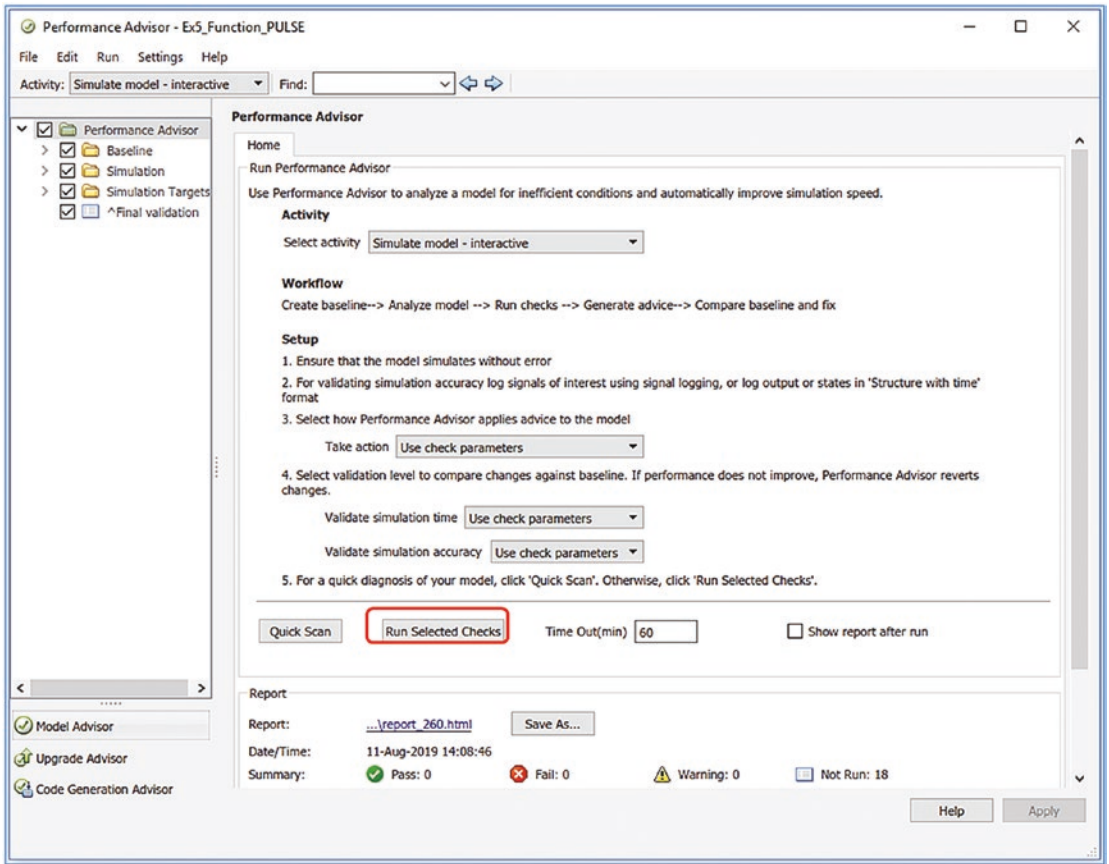 Performance Advisor - Ex5_Function_PULSE
File Edit Run Settings Help
Activity: Simulate model - interactive Find:
Performance Advisor
Baseline
Simulation
Simulation Targets
^Final validation
Model Advisor
Upgrade Advisor
Code Generation Advisor
Performance Advisor
Home
Run Performance Advisor
Use Performance Advisor to analyze a model for inefficient conditions and automatically improve simulation speed.
Activity
Select activity Simulate model - interactive
Workflow
Create baseline--> Analyze model --> Run checks --> Generate advice--> Compare baseline and fix
Setup
1. Ensure that the model simulates without error
2. For validating simulation accuracy log signals of interest using signal logging, or log output or states in 'Structure with time'
format
3. Select how Performance Advisor applies advice to the model
Take action Use check parameters
4. Select validation level to compare changes against baseline. If performance does not improve, Performance Advisor reverts
changes.
Validate simulation time Use check parameters
Validate simulation accuracy Use check parameters
5. For a quick diagnosis of your model, click 'Quick Scan'. Otherwise, click 'Run Selected Checks'.
Quick Scan Run Selected Checks Time Out(min) 60 Show report after run
Report
Report: ...\report_260.html Save As...
Date/Time: 11-Aug-2019 14:08:46
Summary: Pass: 0 Fail: 0 Warning: 0 Not Run: 18
Help Apply